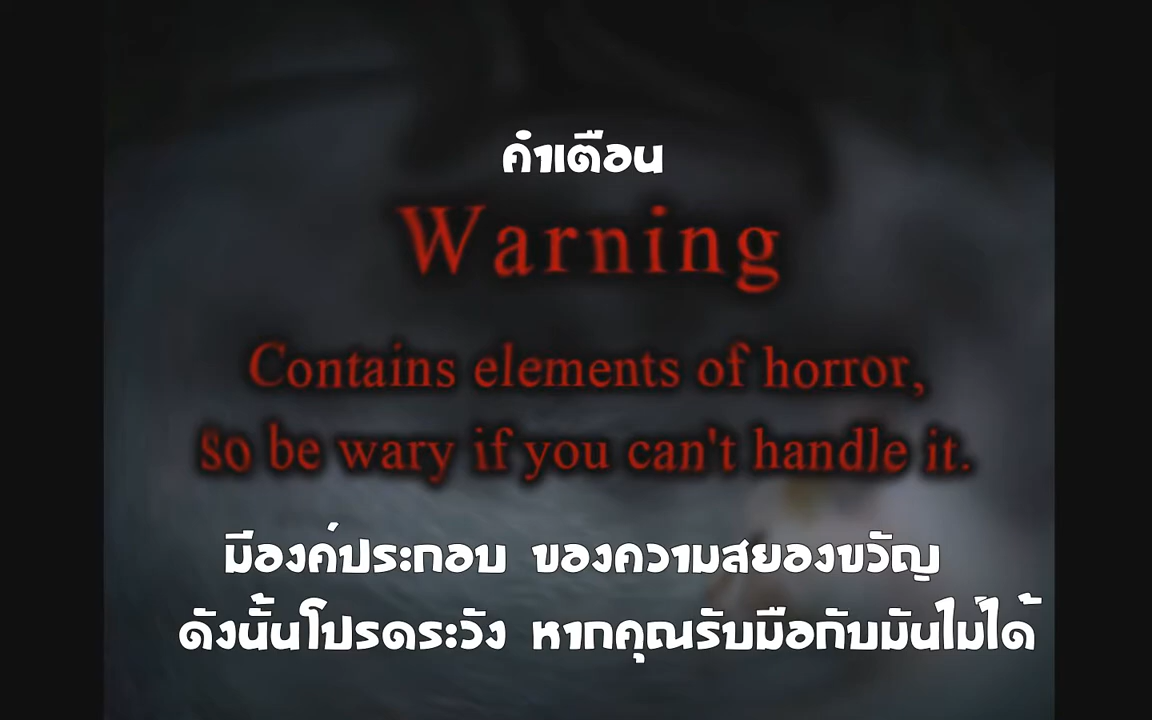 คำเตือน
Warning
Contains elements of horror,
so be wary if you can't handle it.
มีองค์ประกอบ ของความสยองขวัญ
ดังนั้นโปรดระวัง หากคุณรับมือกับมันไม่ได้